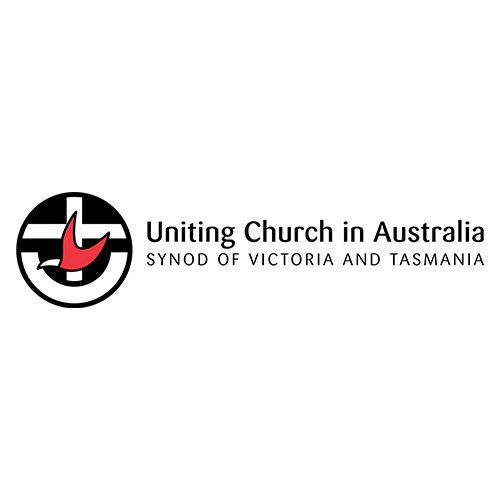 Uniting Church in Australia
SYNOD OF VICTORIA AND TASMANIA